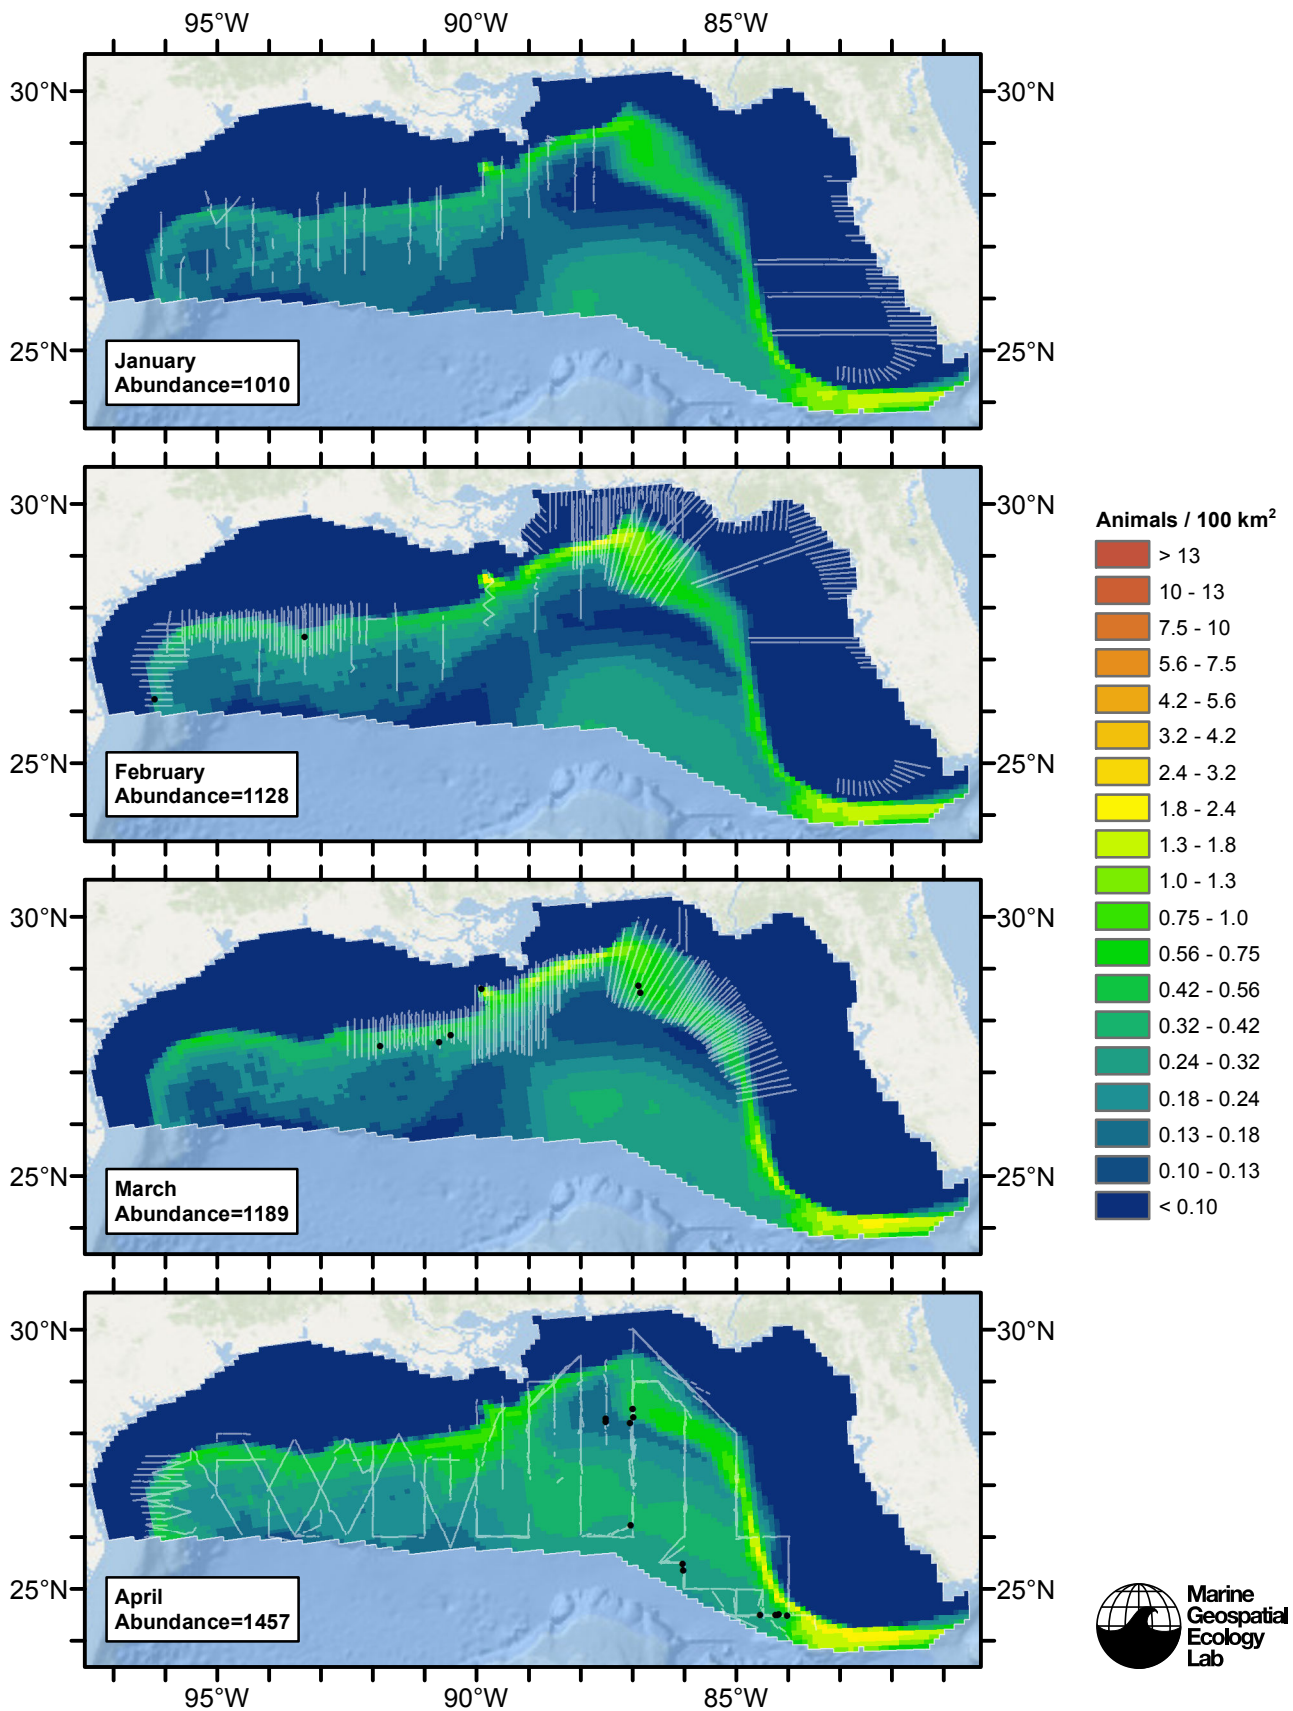 95°W 90°W 85°W
30°N 30°N
25°N 25°N
January
Abundance=1010
30°N 30°N
25°N 25°N
February
Abundance=1128
30°N 30°N
25°N 25°N
March
Abundance=1189
30°N 30°N
25°N 25°N
April
Abundance=1457
95°W 90°W 85°W
Animals / 100 km²
> 13
10 - 13
7.5 - 10
5.6 - 7.5
4.2 - 5.6
3.2 - 4.2
2.4 - 3.2
1.8 - 2.4
1.3 - 1.8
1.0 - 1.3
0.75 - 1.0
0.56 - 0.75
0.42 - 0.56
0.32 - 0.42
0.24 - 0.32
0.18 - 0.24
0.13 - 0.18
0.10 - 0.13
< 0.10
Marine
Geospatial
Ecology
Lab